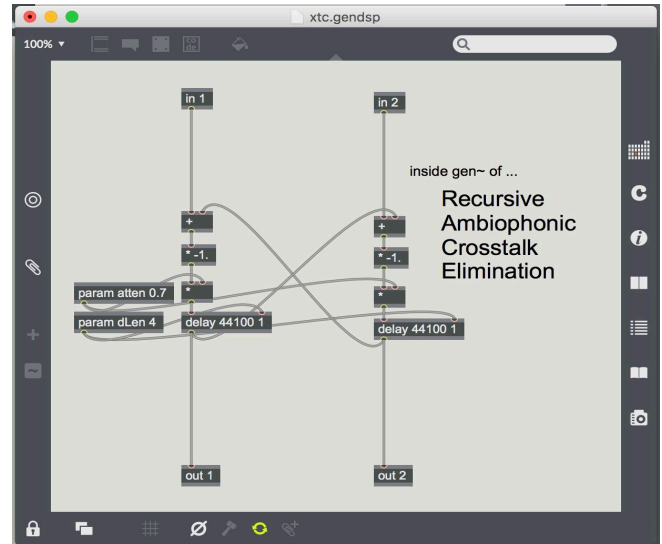 xtc.gendsp
100%
in 1
in 2
inside gen~ of ...
Recursive
Ambiophonic
Crosstalk
Elimination
+
+
* -1.
* -1.
*
*
param atten 0.7
param dLen 4
delay 44100 1
delay 44100 1
out 1
out 2